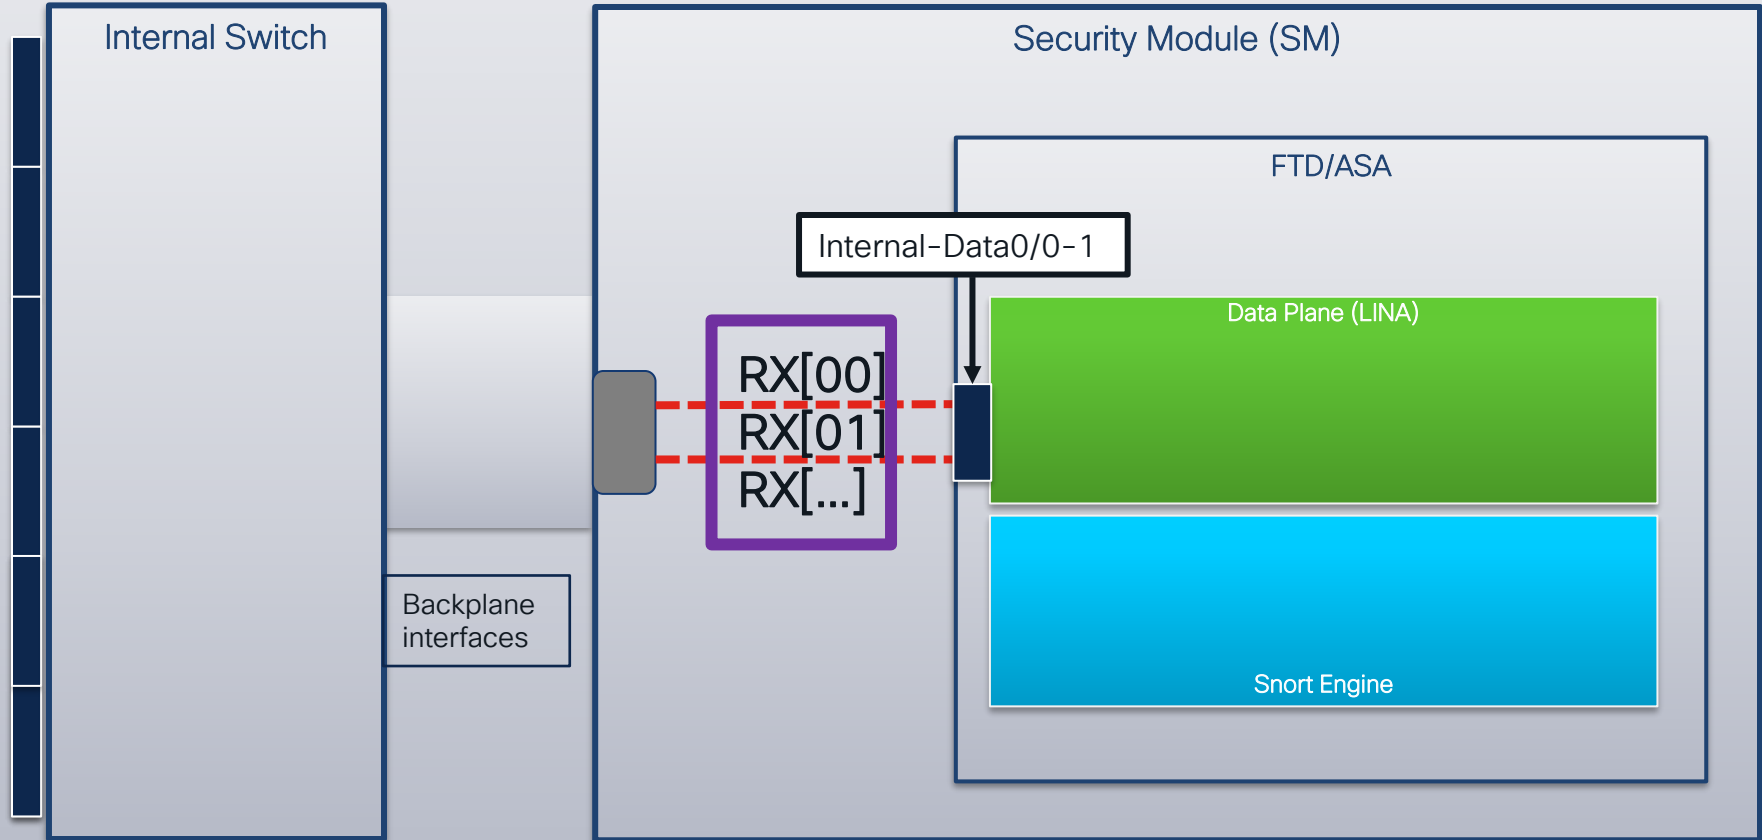 Internal Switch
Security Module (SM)
FTD/ASA
Internal-Data0/0-1
Data Plane (LINA)
RX[00]
RX[01]
RX[...]
Backplane
interfaces
Snort Engine